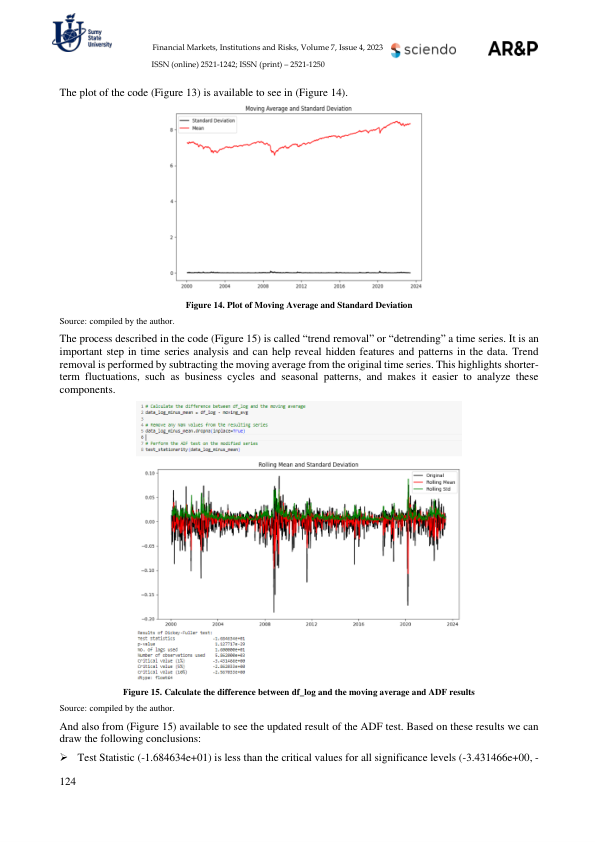 Sumy
State
University
Financial Markets, Institutions and Risks, Volume 7, Issue 4, 2023
sciendo
AR&P
ISSN (online) 2521-1242; ISSN (print) – 2521-1250
The plot of the code (Figure 13) is available to see in (Figure 14).
Moving Average and Standard Deviation
Standard Deviation
Mean
8
6
4
2
0
2000 2004 2008 2012 2016 2020 2024
Figure 14. Plot of Moving Average and Standard Deviation
Source: compiled by the author.
The process described in the code (Figure 15) is called “trend removal” or “detrending” a time series. It is an
important step in time series analysis and can help reveal hidden features and patterns in the data. Trend
removal is performed by subtracting the moving average from the original time series. This highlights shorter-
term fluctuations, such as business cycles and seasonal patterns, and makes it easier to analyze these
components.
1 # Calculate the difference between df_log and the moving average
2 data_log_minus_mean = df_log - moving_avg
3
4 # Remove any NaN values from the resulting series
5 data_log_minus_mean.dropna(inplace=True)
6
7 # Perform the ADF test on the modified series
8 test_stationarity(data_log_minus_mean)
Rolling Mean and Standard Deviation
Original
Rolling Mean
Rolling Std
0.10
0.05
0.00
−0.05
−0.10
−0.15
−0.20
2000 2004 2008 2012 2016 2020 2024
Results of Dickey-Fuller Test:
Test Statistics -1.684634e+01
p-value
No. of lags used
Number of observations used
Critical value (1%) -3.431466e+00
Critical value (5%)
Critical value (10%)
dtype: float64
Figure 15. Calculate the difference between df_log and the moving average and ADF results
Source: compiled by the author.
And also from (Figure 15) available to see the updated result of the ADF test. Based on these results we can
draw the following conclusions:
➢ Test Statistic (-1.684634e+01) is less than the critical values for all significance levels (-3.431466e+00, -
124